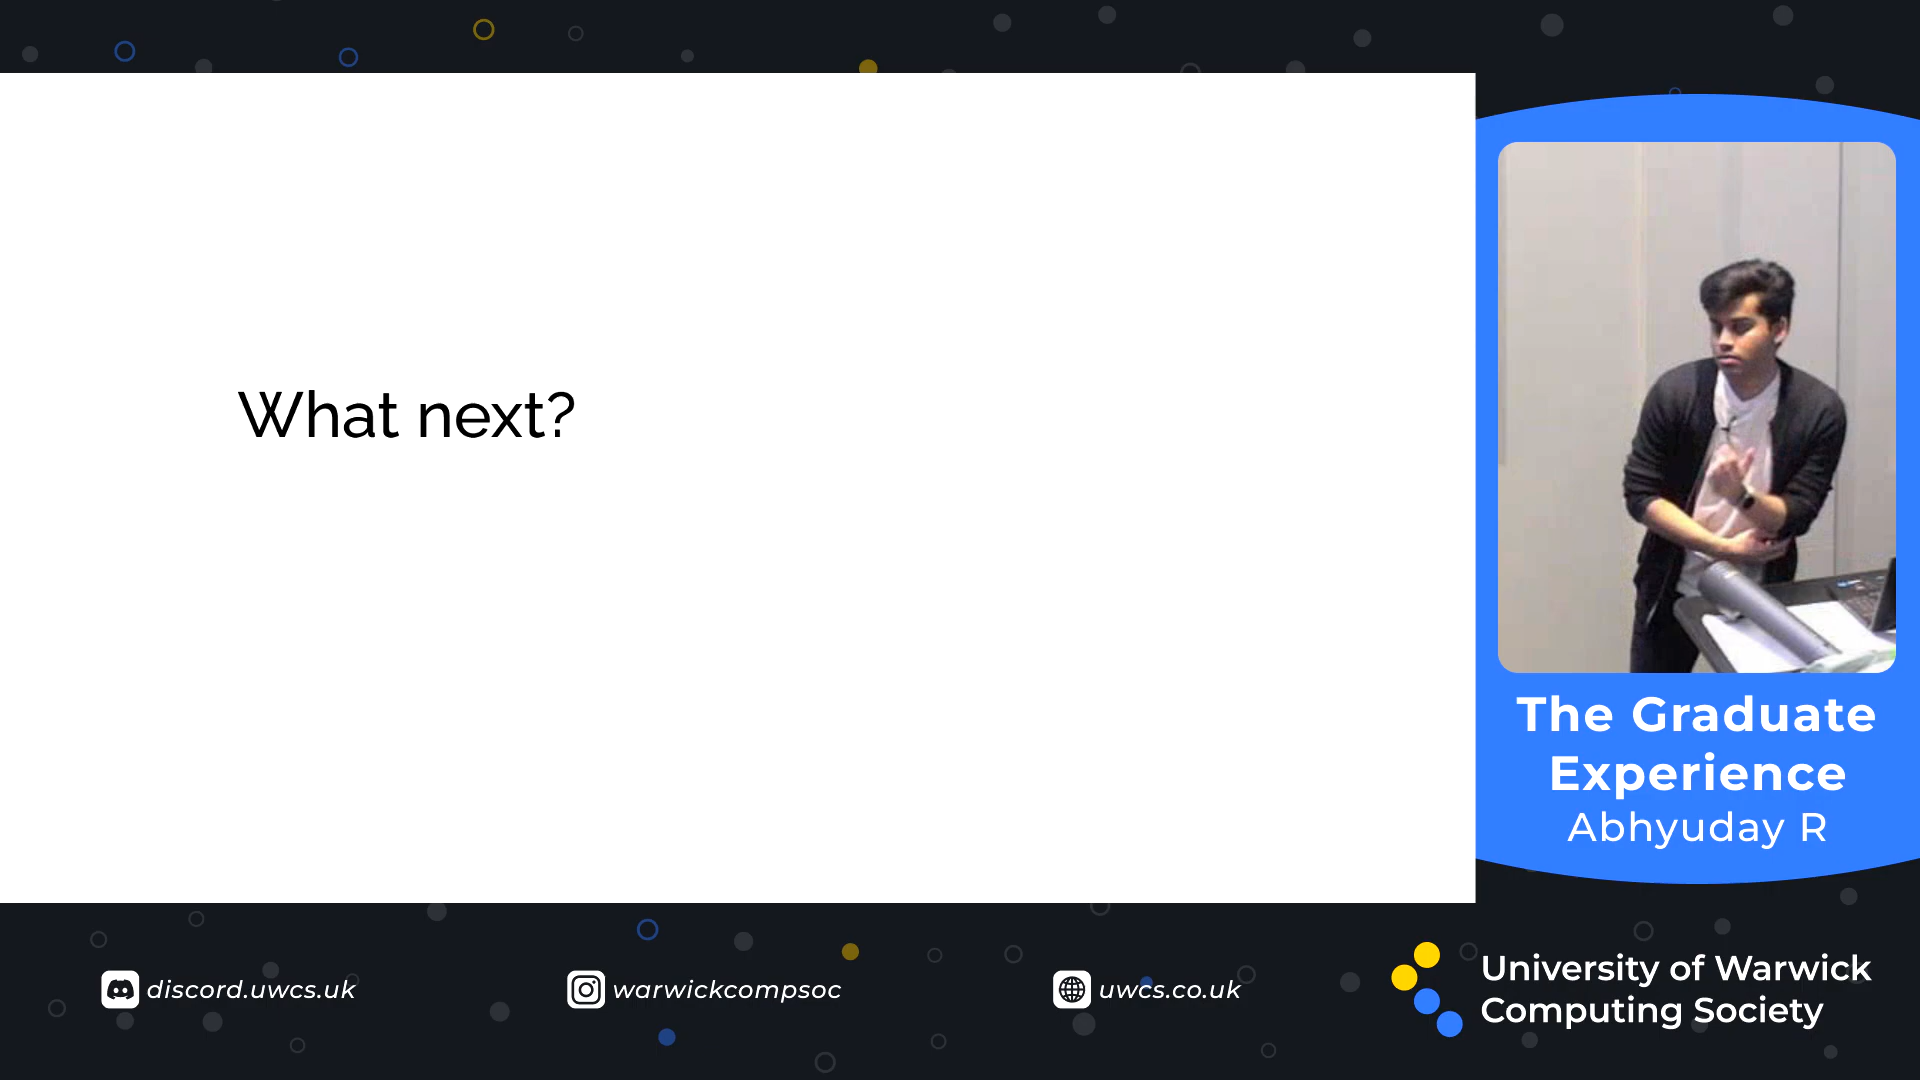 What next?
The Graduate
Experience
Abhyuday R
discord.uwcs.uk
warwickcompsoc
uwcs.co.uk
University of Warwick
Computing Society